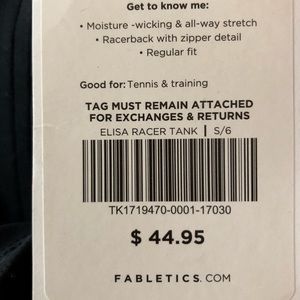 Get to know me:
• Moisture -wicking & all-way stretch
• Racerback with zipper detail
• Regular fit
Good for: Tennis & training
TAG MUST REMAIN ATTACHED
FOR EXCHANGES & RETURNS
ELISA RACER TANK | S/6
TK1719470-0001-17030
$ 44.95
FABLETICS.COM